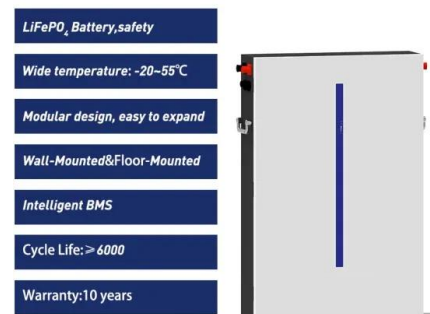 LiFePO₄ Battery,safety
Wide temperature: -20~55℃
Modular design, easy to expand
Wall-Mounted&Floor-Mounted
Intelligent BMS
Cycle Life:≥6000
Warranty:10 years